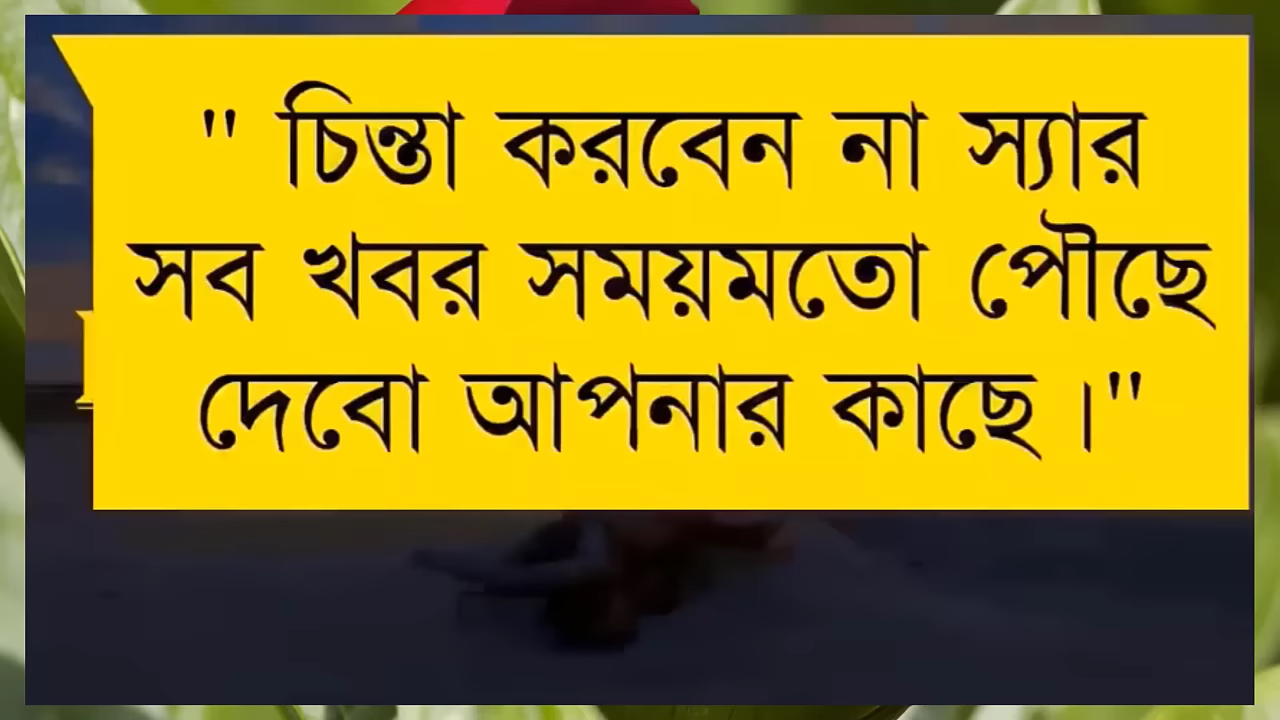 " চিন্তা করবেন না স্যার
সব খবর সময়মতো পৌছে
দেবো আপনার কাছে।"